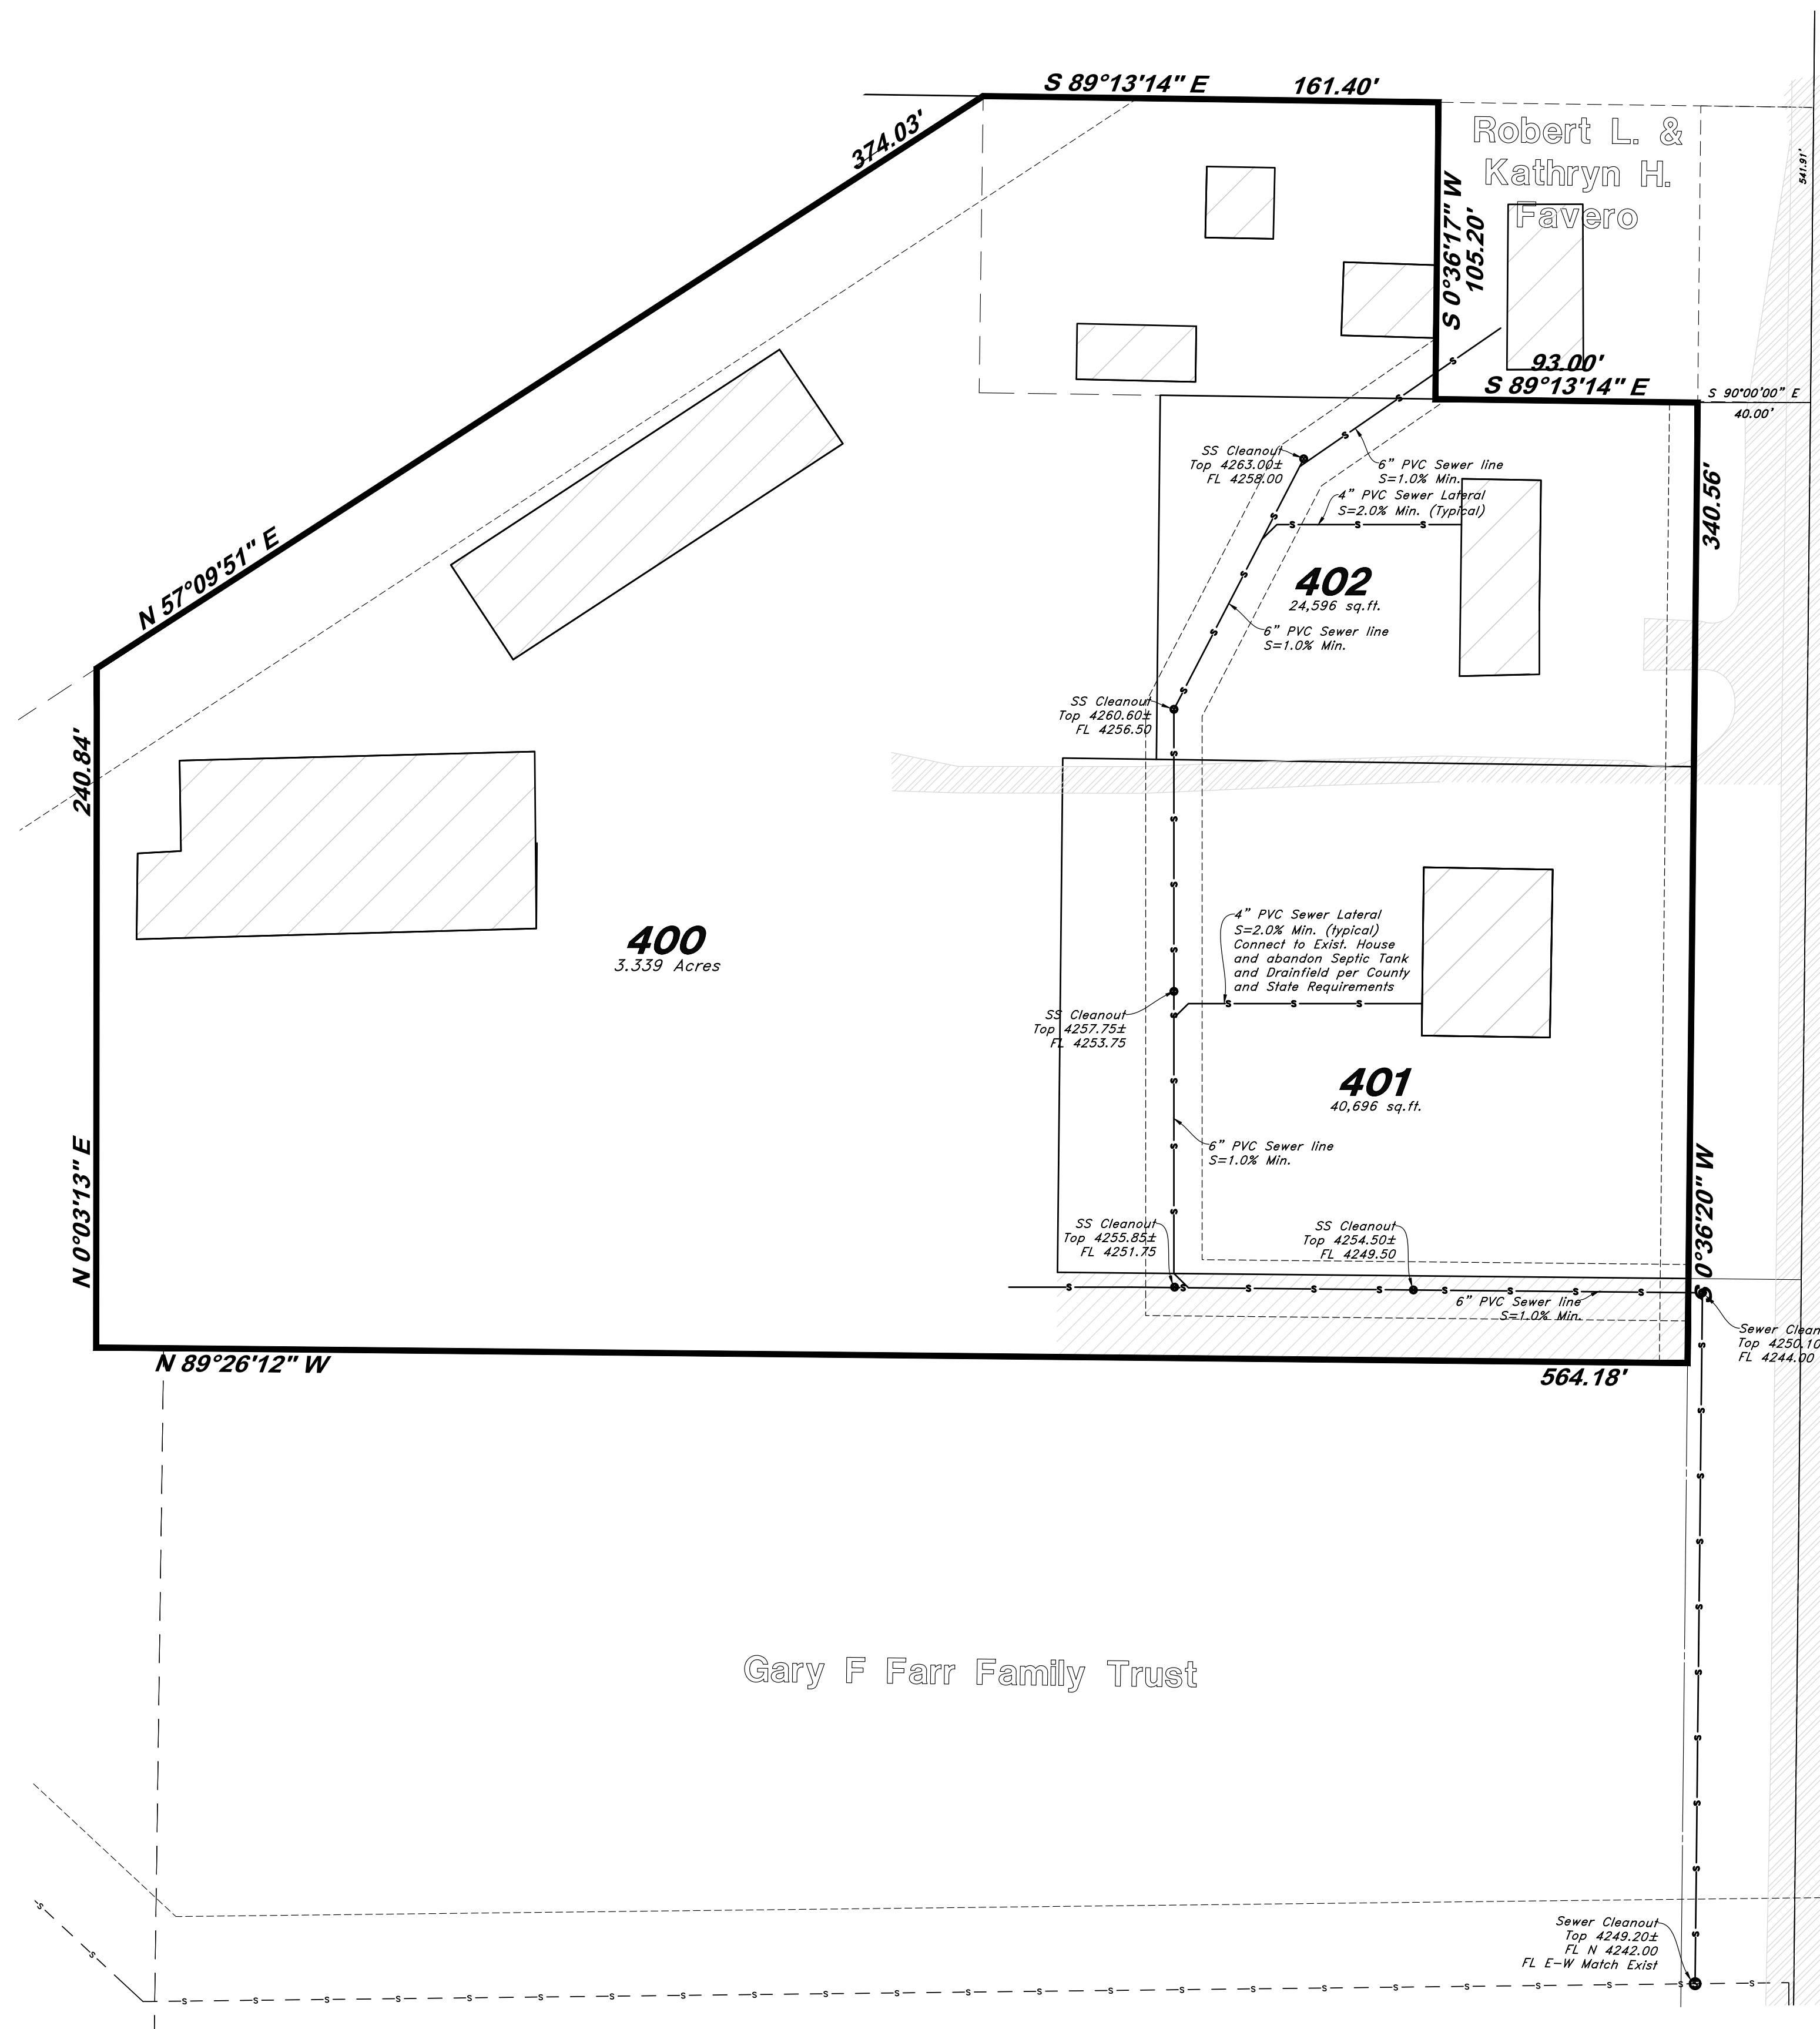 S 89°13'14" E 161.40'
374.03'
Robert L. &
Kathryn H.
Favero
541.91'
S 0°36'17" W
105.20'
93.00'
S 89°13'14" E
S 90°00'00" E
40.00'
SS Cleanout
Top 4263.00±
FL 4258.00
6" PVC Sewer line
S=1.0% Min.
4" PVC Sewer Lateral
S=2.0% Min. (Typical)
340.56'
N 57°09'51" E
402
24,596 sq.ft.
6" PVC Sewer line
S=1.0% Min.
SS Cleanout
Top 4260.60±
FL 4256.50
240.84'
400
3.339 Acres
4" PVC Sewer Lateral
S=2.0% Min. (typical)
Connect to Exist. House
and abandon Septic Tank
and Drainfield per County
and State Requirements
SS Cleanout
Top 4257.75±
FL 4253.75
401
40,696 sq.ft.
6" PVC Sewer line
S=1.0% Min.
N 0°03'13" E
S 0°36'20" W
SS Cleanout
Top 4255.85±
FL 4251.75
SS Cleanout
Top 4254.50±
FL 4249.50
6" PVC Sewer line
S=1.0% Min.
Sewer Clean
Top 4250.10
FL 4244.00
N 89°26'12" W
564.18'
Gary F Farr Family Trust
Sewer Cleanout
Top 4249.20±
FL N 4242.00
FL E-W Match Exist